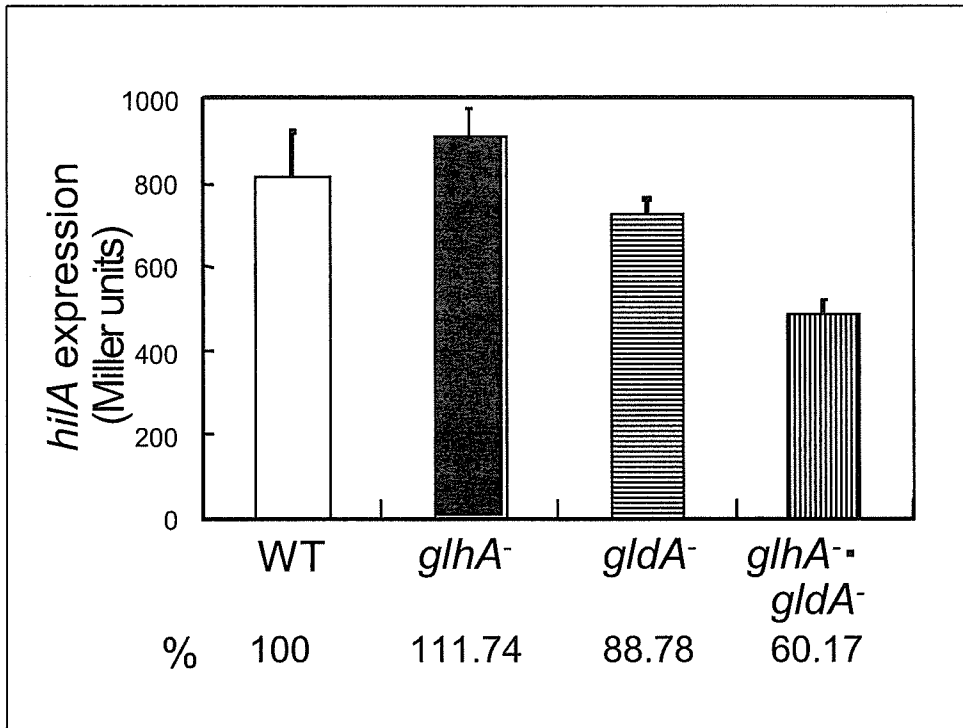 1000
800
600
400
200
0
hilA expression
(Miller units)
WT glhA- gldA- glhA-·
gldA-
% 100 111.74 88.78 60.17